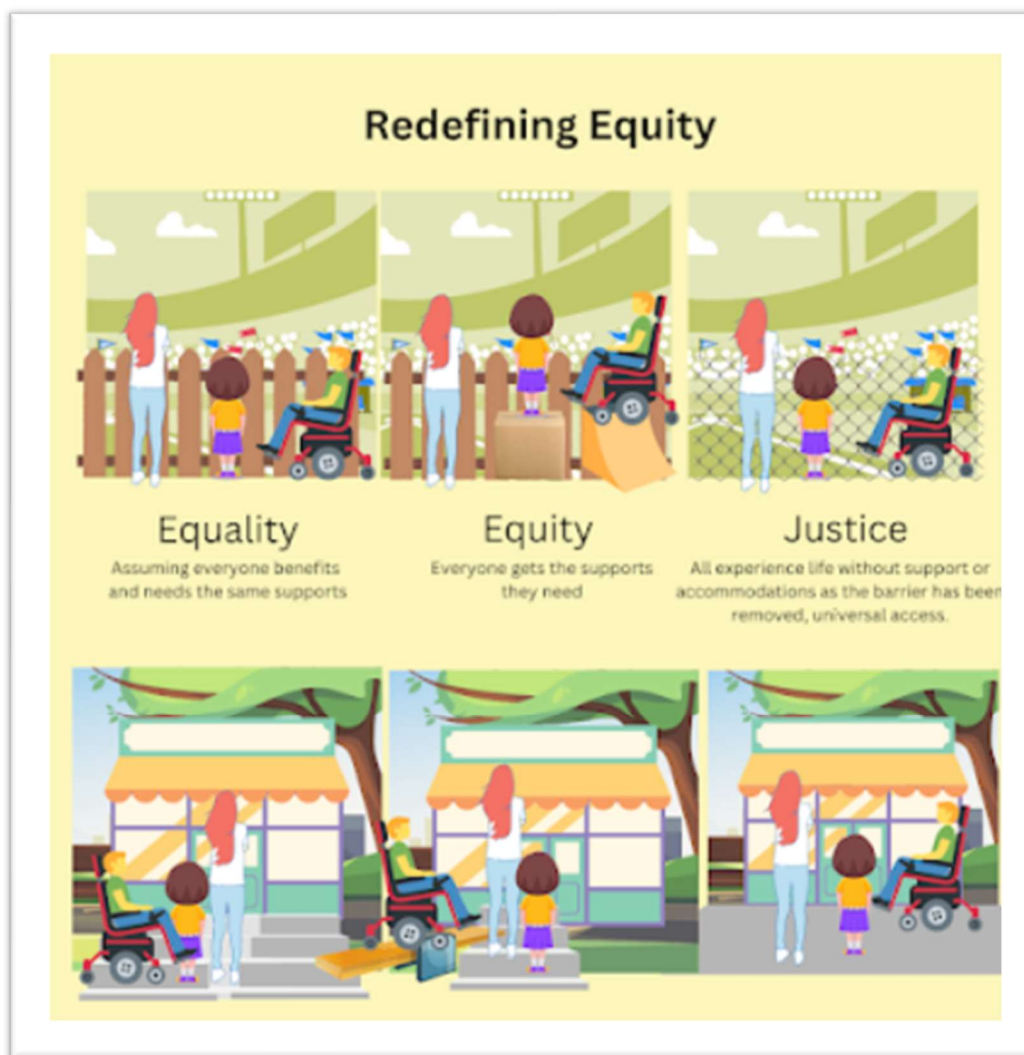 Redefining Equity
Equality
Assuming everyone benefits
and needs the same supports
Equity
Everyone gets the supports
they need
Justice
All experience life without support or
accommodations as the barrier has been
removed, universal access.